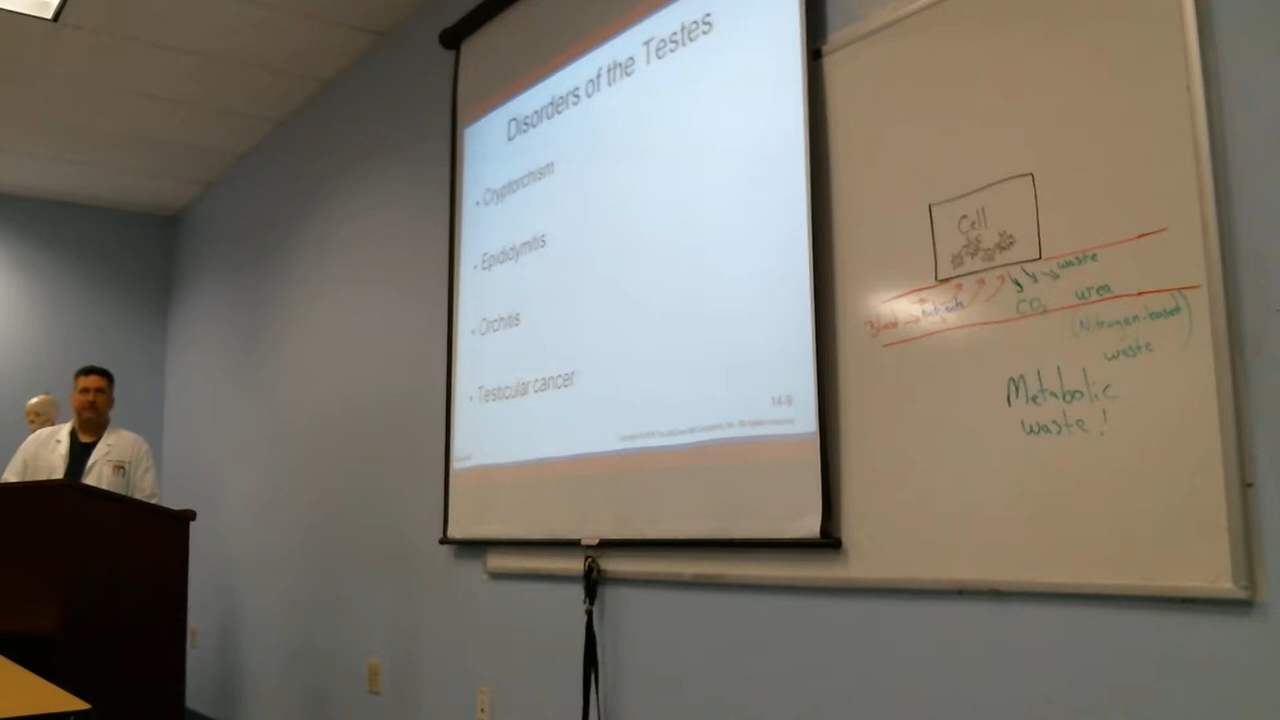 Disorders of the Testes
• Cryptorchism
• Epididymitis
• Orchitis
• Testicular cancer
14-9
Cell
waste
Blood
CO2 urea
(Nitrogen-based)
waste
Metabolic
waste!